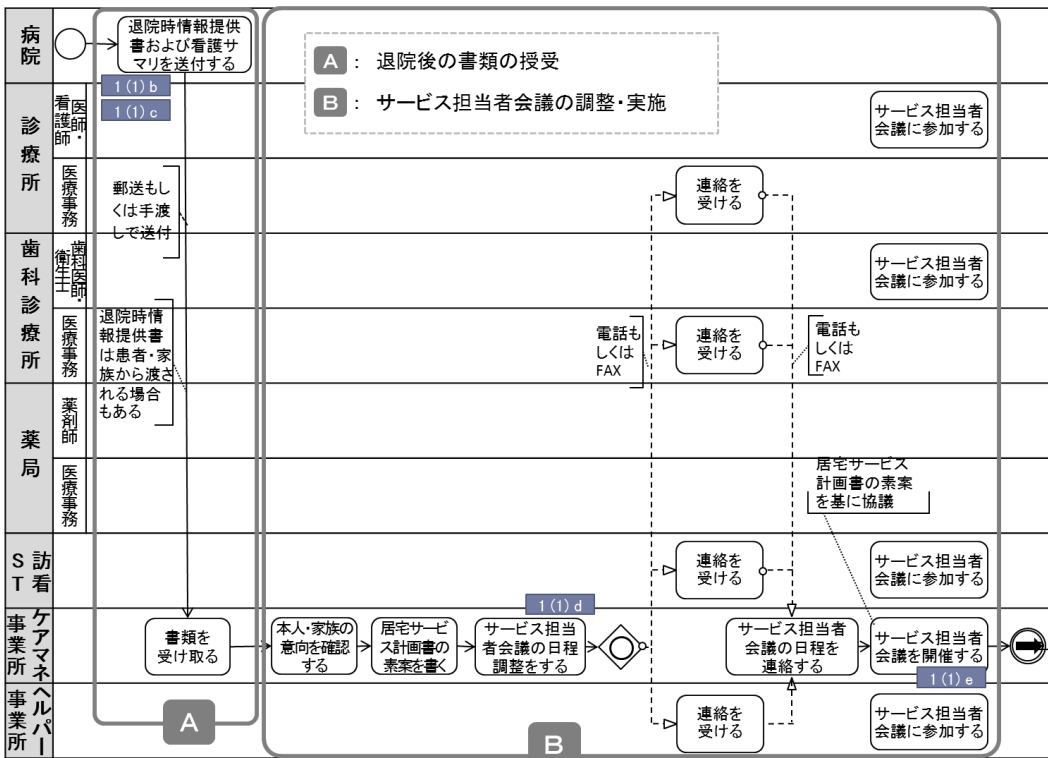 病院
退院時情報提供
書および看護サ
マリを送付する
A : 退院後の書類の授受
B : サービス担当者会議の調整・実施
1(1)b
1(1)c
診療所
医師・
看護師
サービス担当者
会議に参加する
医療事務
郵送もし
くは手渡
しで送付
連絡を
受ける
歯科診療所
歯科医師・
衛生士
サービス担当者
会議に参加する
医療事務
退院時情
報提供書
は患者・家
族から渡さ
れる場合
もある
電話も
しくは
FAX
連絡を
受ける
電話も
しくは
FAX
薬局
薬剤師
医療事務
居宅サービス
計画書の素案
を基に協議
訪看
ST
連絡を
受ける
サービス担当者
会議に参加する
ケアマネ
事業所
書類を
受け取る
本人・家族の
意向を確認
する
居宅サービ
ス計画書の
素案を書く
1(1)d
サービス担当
者会議の日程
調整をする
サービス担当者
会議の日程を
連絡する
サービス担当者
会議を開催する
1(1)e
ヘルパー
事業所
連絡を
受ける
サービス担当者
会議に参加する
A
B